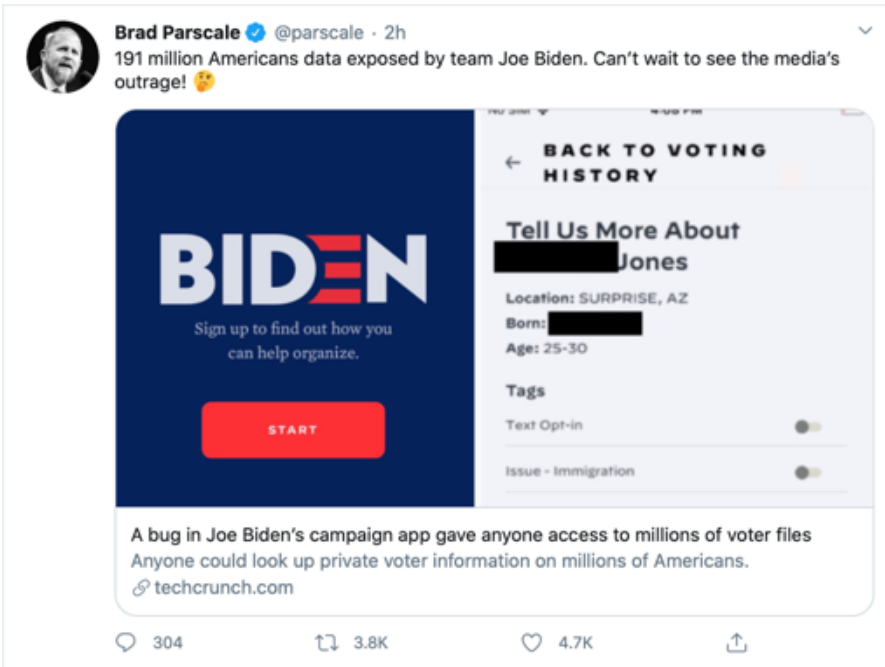 Brad Parscale @parscale · 2h
191 million Americans data exposed by team Joe Biden. Can't wait to see the media's
outrage! 🤔
BIDEN
Sign up to find out how you
can help organize.
START
4:08 PM
BACK TO VOTING
HISTORY
Tell Us More About
Jones
Location: SURPRISE, AZ
Born:
Age: 25-30
Tags
Text Opt-in
Issue - Immigration
A bug in Joe Biden's campaign app gave anyone access to millions of voter files
Anyone could look up private voter information on millions of Americans.
techcrunch.com
304 3.8K 4.7K